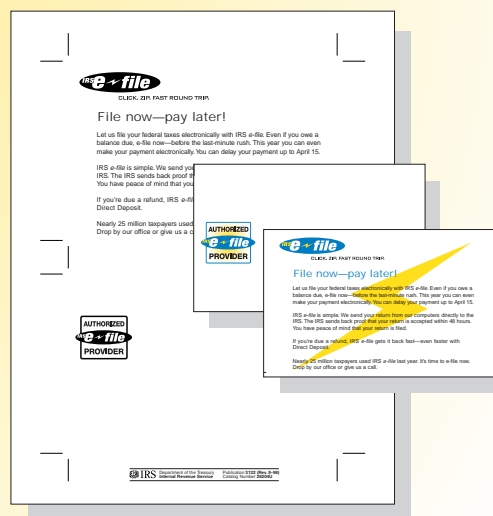 IRS e file
CLICK. ZIP. FAST ROUND TRIP.
File now—pay later!
Let us file your federal taxes electronically with IRS e-file. Even if you owe a
balance due, e-file now—before the last-minute rush. This year you can even
make your payment electronically. You can delay your payment up to April 15.
IRS e-file is simple. We send you
IRS. The IRS sends back proof th
You have peace of mind that you
If you're due a refund, IRS e-fil
Direct Deposit.
Nearly 25 million taxpayers used
Drop by our office or give us a c
AUTHORIZED
IRS e file
PROVIDER
IRS e file
CLICK. ZIP. FAST ROUND TRIP.
File now—pay later!
Let us file your federal taxes electronically with IRS e-file. Even if you owe a
balance due, e-file now—before the last-minute rush. This year you can even
make your payment electronically. You can delay your payment up to April 15.
IRS e-file is simple. We send your return from our computers directly to the
IRS. The IRS sends back proof that your return is accepted within 48 hours.
You have peace of mind that your return is filed.
If you're due a refund, IRS e-file gets it back fast—even faster with
Direct Deposit.
Nearly 25 million taxpayers used IRS e-file last year. It's time to e-file now.
Drop by our office or give us a call.
AUTHORIZED
IRS e file
PROVIDER
IRS
Department of the Treasury
Internal Revenue Service
Publication 3122 (Rev. 9-98)
Catalog Number